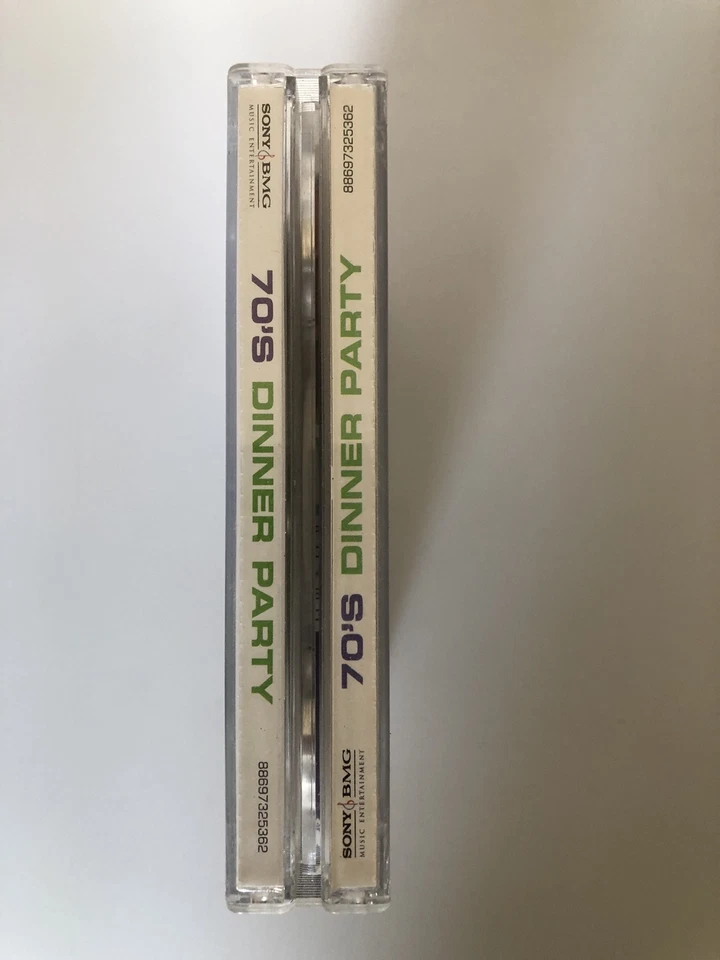 SONY BMG
MUSIC ENTERTAINMENT
70'S DINNER PARTY
88697325362
SONY BMG
MUSIC ENTERTAINMENT
70'S DINNER PARTY
88697325362